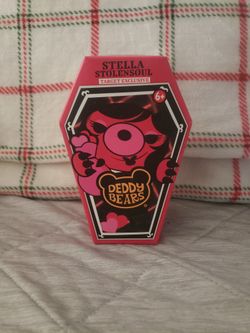 STELLA
STOLENSOUL
TARGET EXCLUSIVE
6+
DEDDY
BEARS